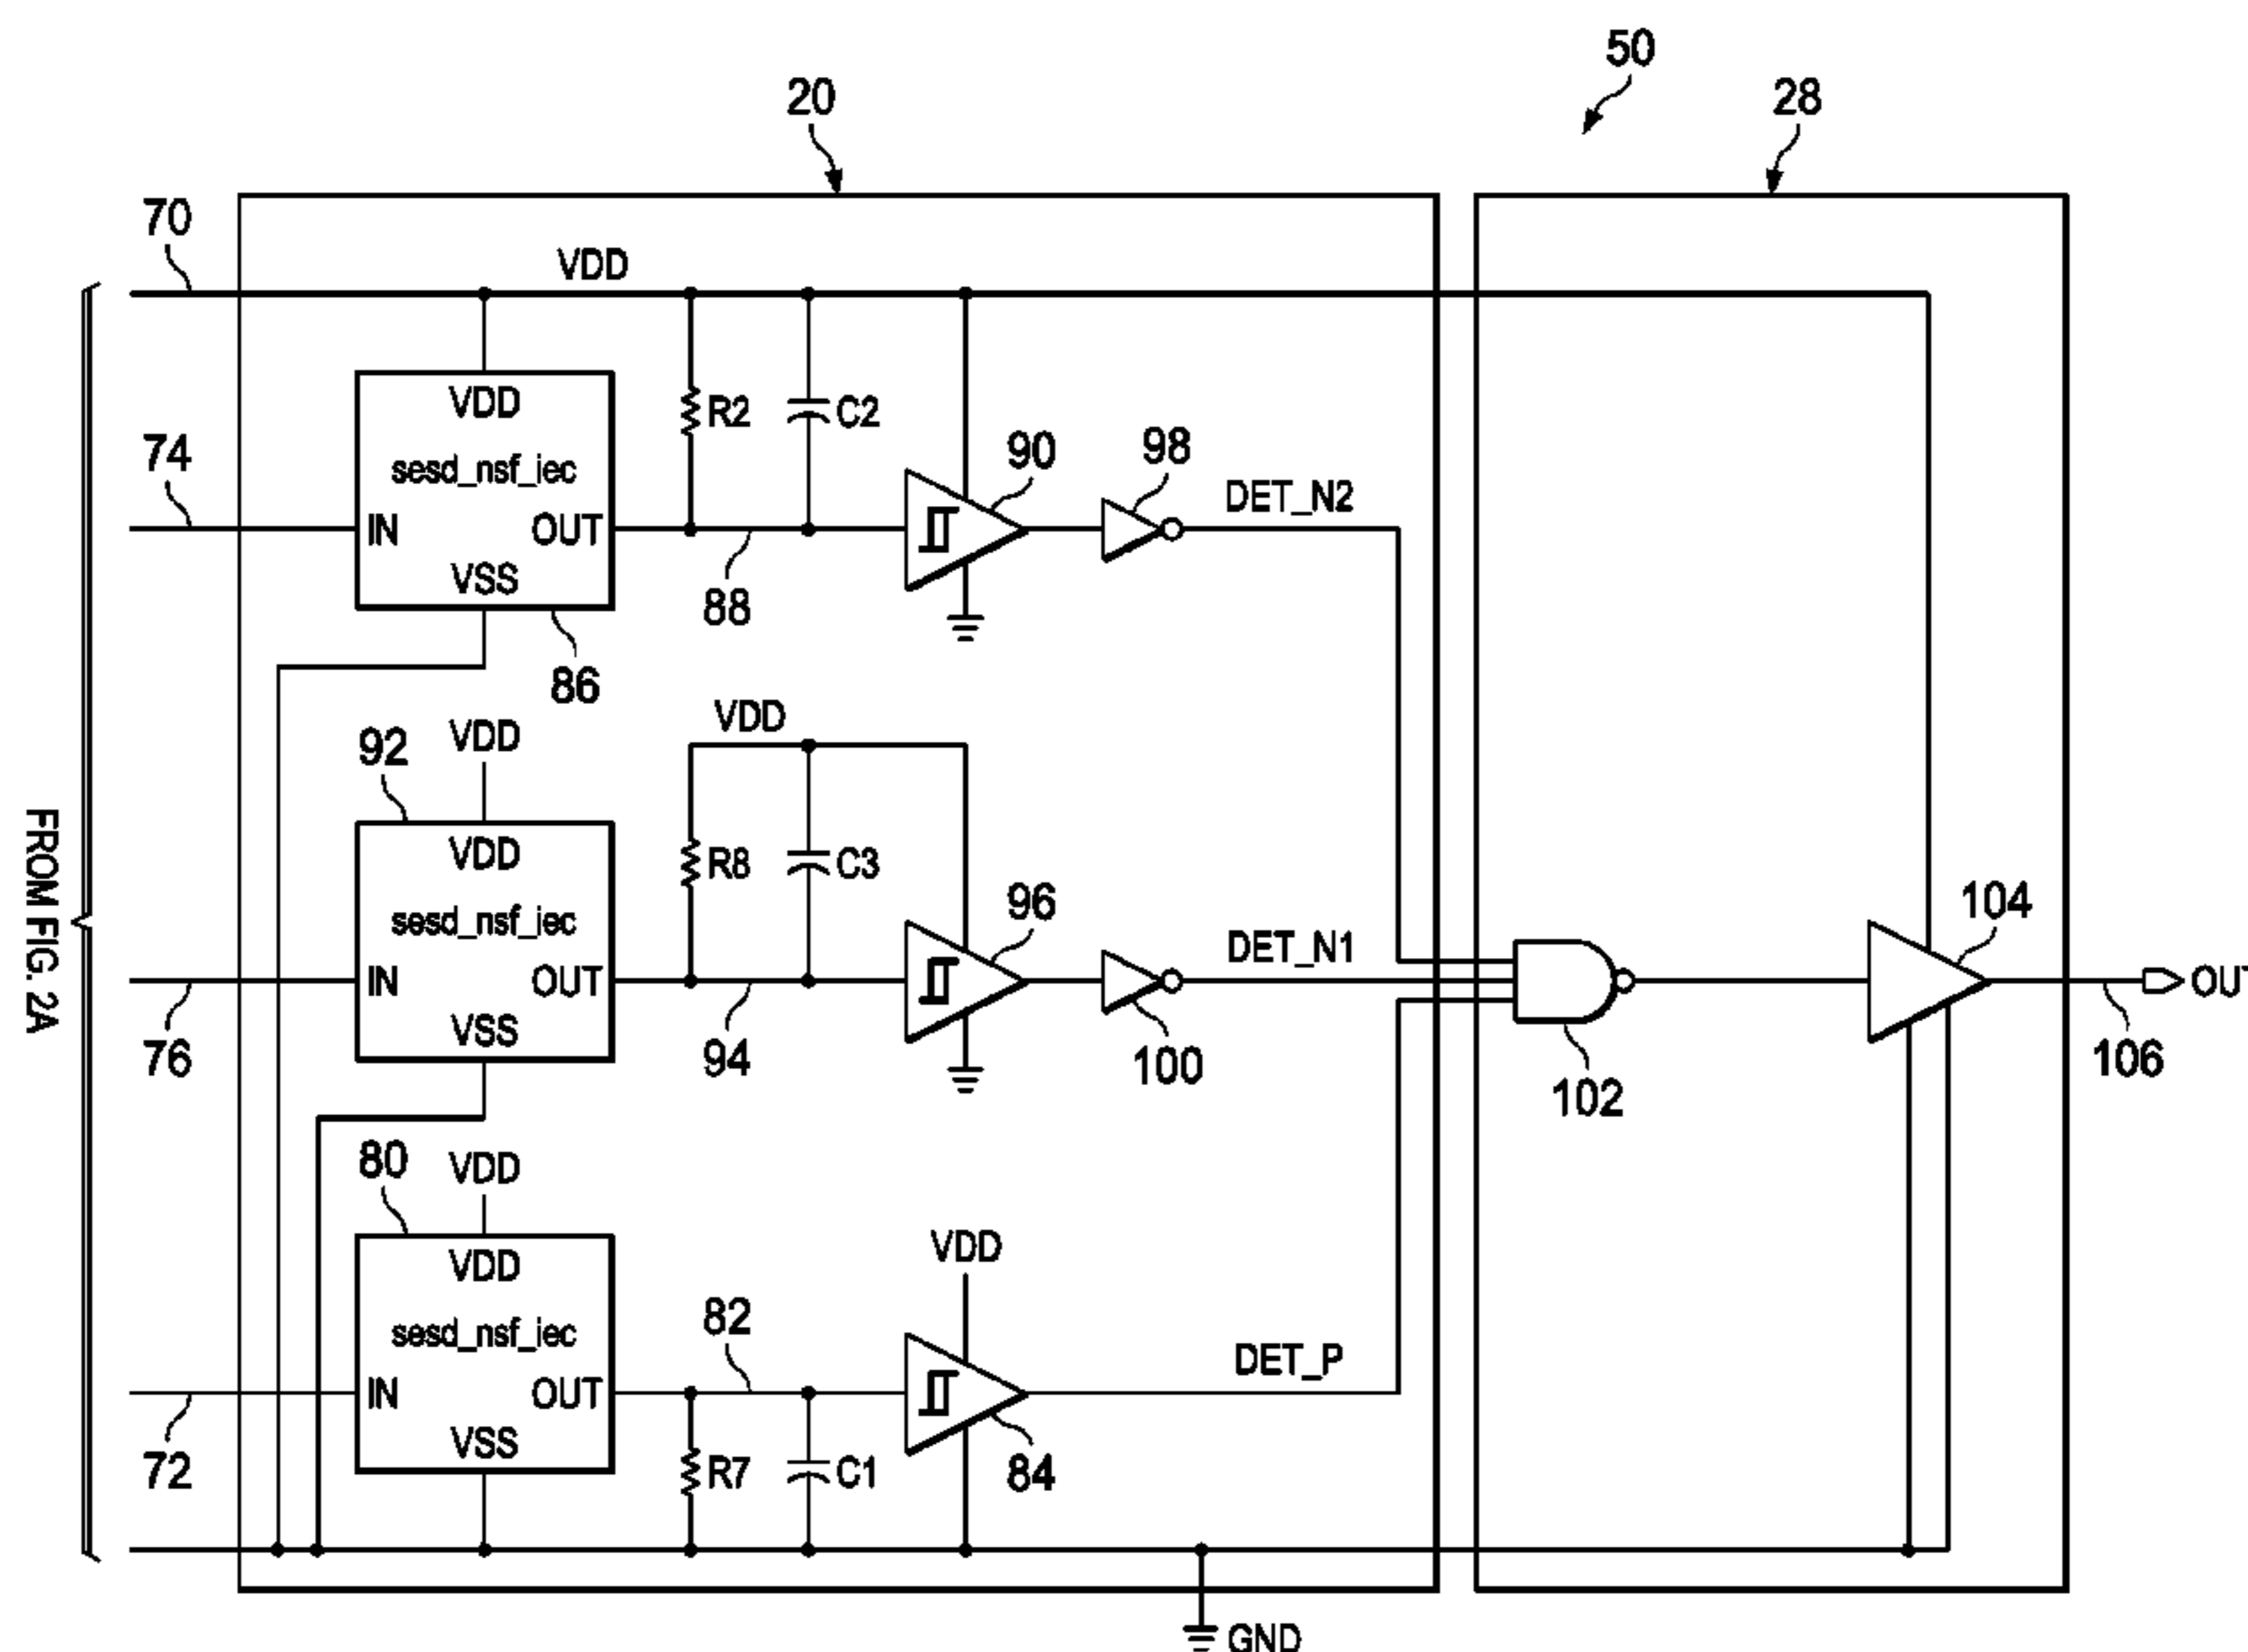 50
20
28
70
VDD
VDD
R2
C2
74
sesd_nsf_iec
90
98
DET_N2
IN
OUT
VSS
88
86
VDD
92
VDD
VDD
R8
C3
96
104
sesd_nsf_iec
DET_N1
IN
OUT
OUT
VSS
76
94
100
102
106
FROM FIG. 2A
80
VDD
VDD
VDD
82
sesd_nsf_iec
DET_P
IN
OUT
VSS
72
R7
C1
84
GND